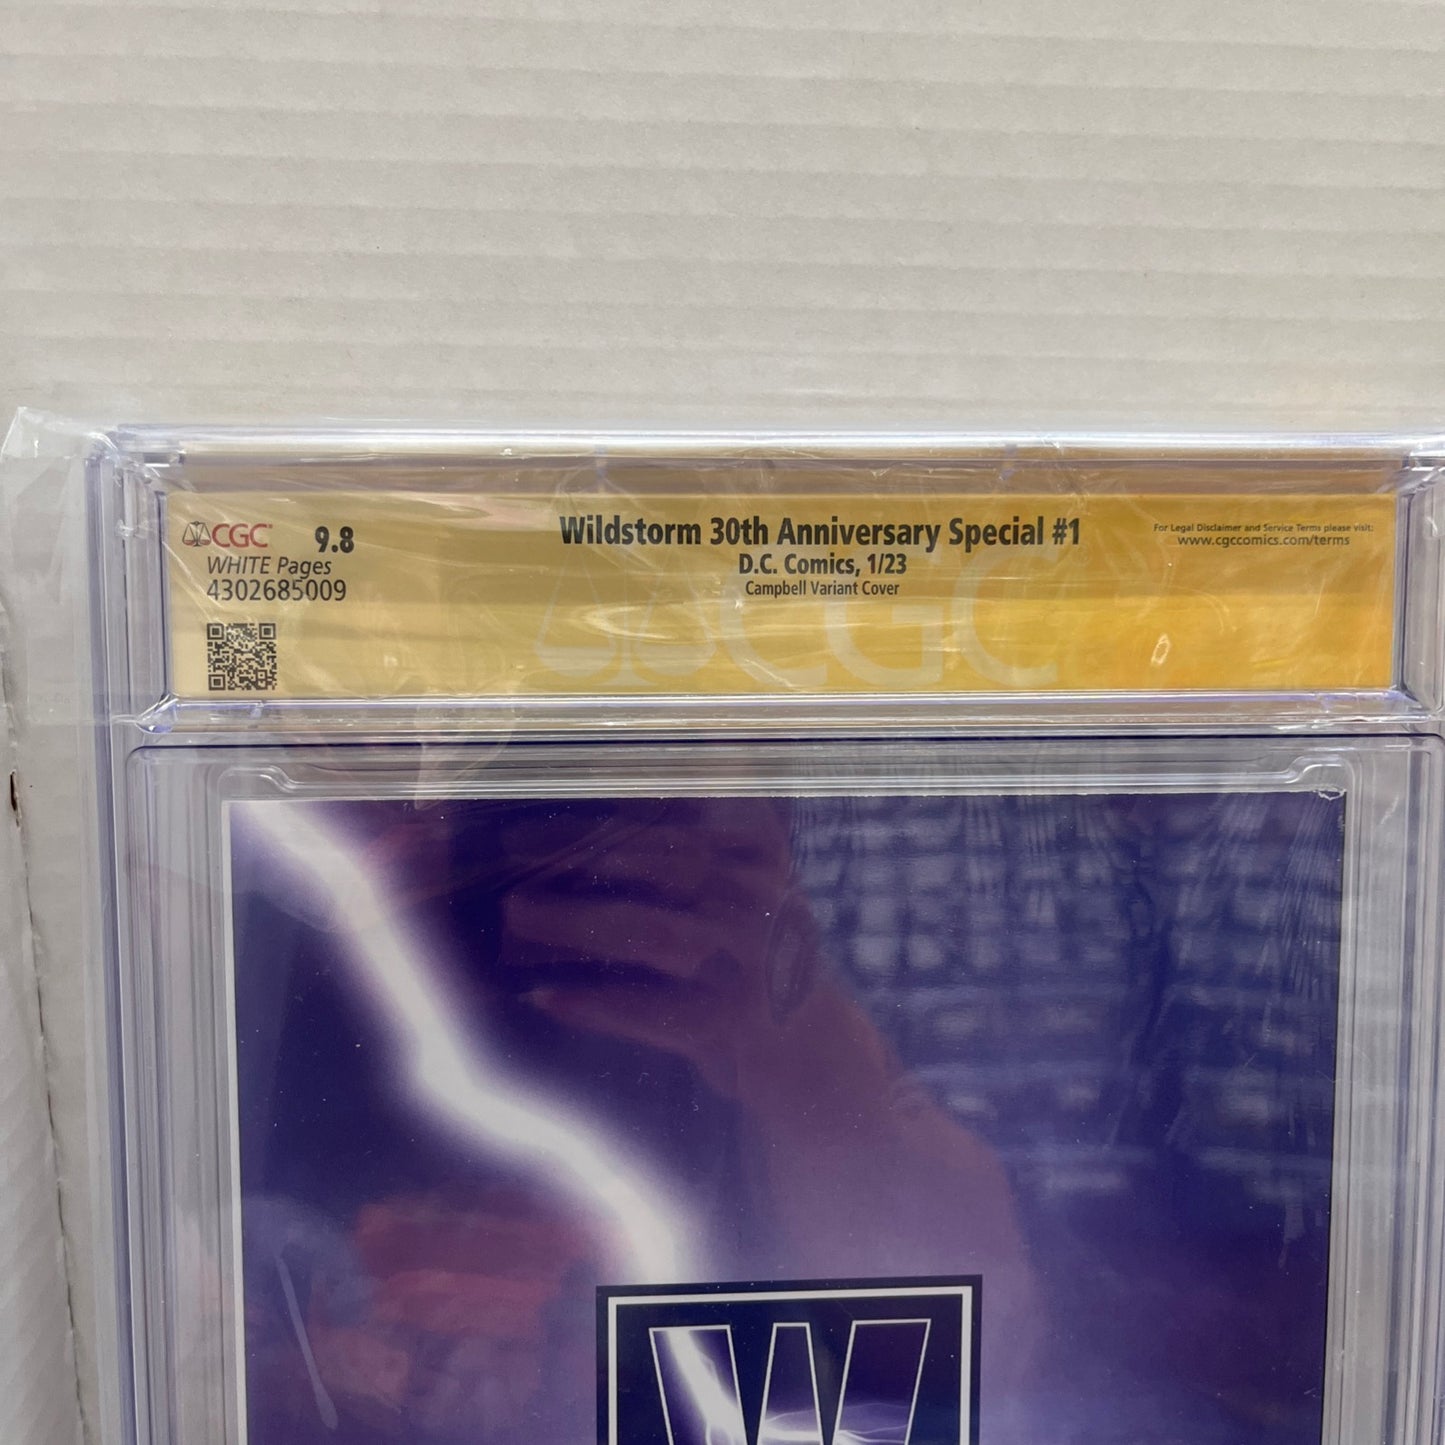 CGC 9.8
WHITE Pages
4302685009
Wildstorm 30th Anniversary Special #1
D.C. Comics, 1/23
Campbell Variant Cover
For Legal Disclaimer and Service Terms please visit:
www.cgccomics.com/terms
CGC
W